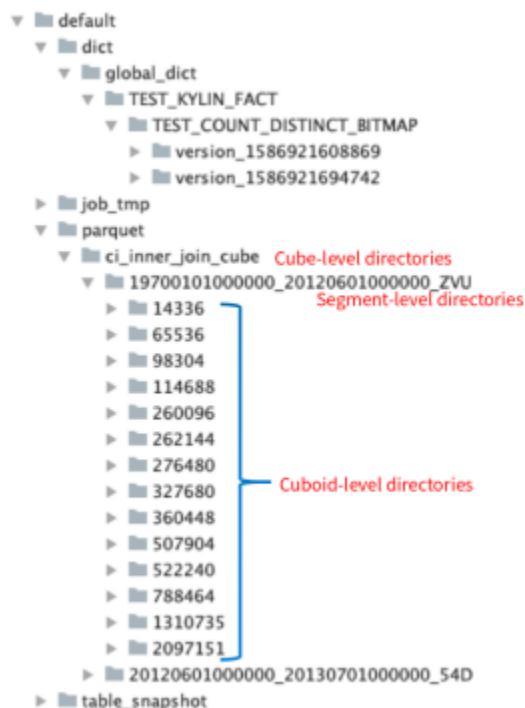 default
dict
global_dict
TEST_KYLIN_FACT
TEST_COUNT_DISTINCT_BITMAP
version_1586921608869
version_1586921694742
job_tmp
parquet
ci_inner_join_cube Cube-level directories
19700101000000_20120601000000_ZVU
Segment-level directories
14336
65536
98304
114688
260096
262144
276480
327680
360448
Cuboid-level directories
507904
522240
788464
1310735
2097151
20120601000000_20130701000000_54D
table_snapshot